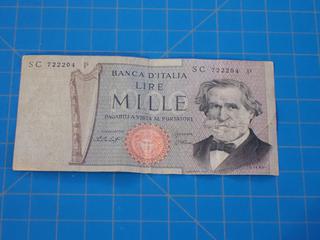 SC 722204 P
SC 722204 P
BANCA D'ITALIA
LIRE
MILLE
PAGABILI A VISTA AL PORTATORE